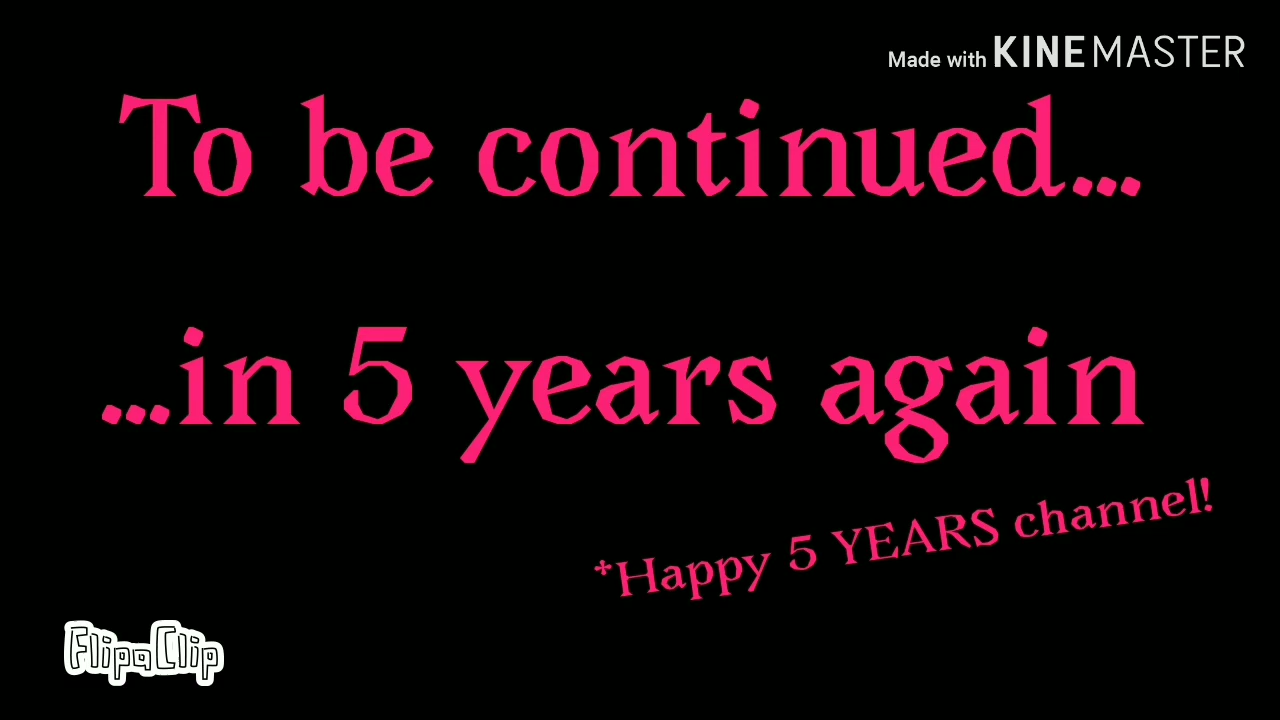 Made with KINEMASTER
To be continued...
...in 5 years again
*Happy 5 YEARS channel!
FlipaClip